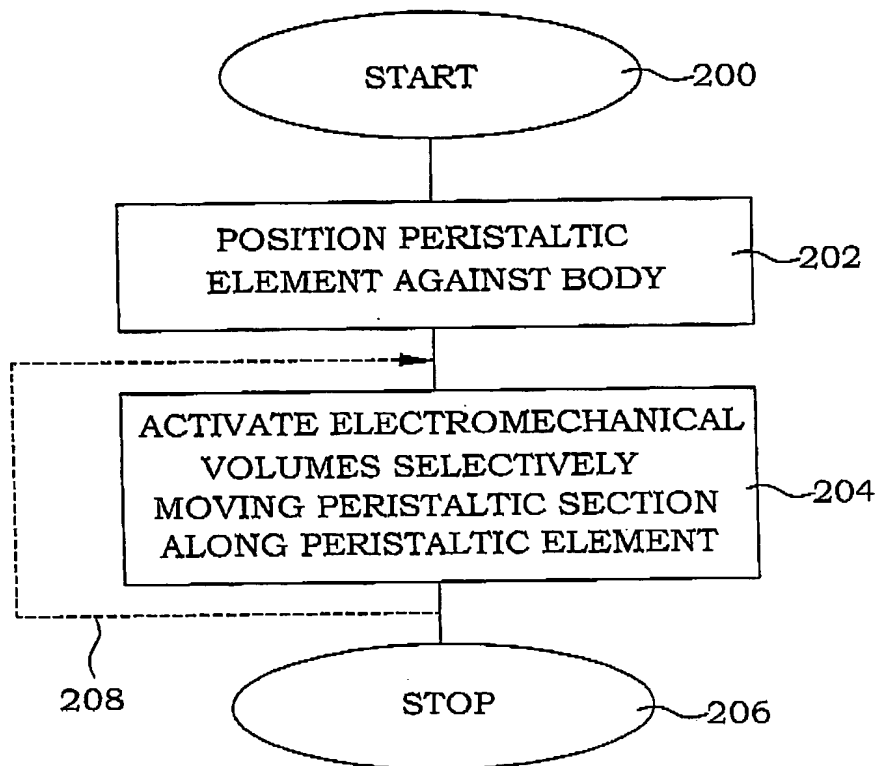 START
200
POSITION PERISTALTIC
ELEMENT AGAINST BODY
202
ACTIVATE ELECTROMECHANICAL
VOLUMES SELECTIVELY
MOVING PERISTALTIC SECTION
ALONG PERISTALTIC ELEMENT
204
208
STOP
206